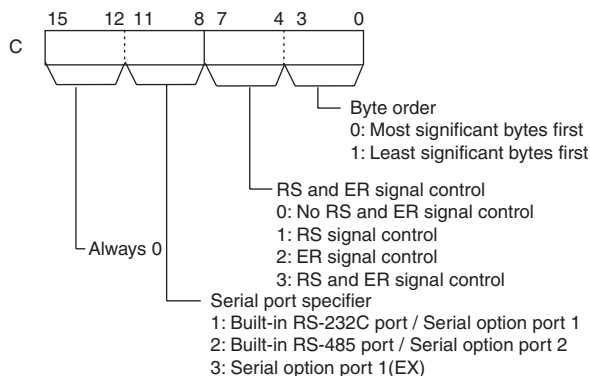 15 12 11 8 7 4 3 0
C
Byte order
0: Most significant bytes first
1: Least significant bytes first
RS and ER signal control
0: No RS and ER signal control
1: RS signal control
2: ER signal control
3: RS and ER signal control
Always 0
Serial port specifier
1: Built-in RS-232C port / Serial option port 1
2: Built-in RS-485 port / Serial option port 2
3: Serial option port 1(EX)